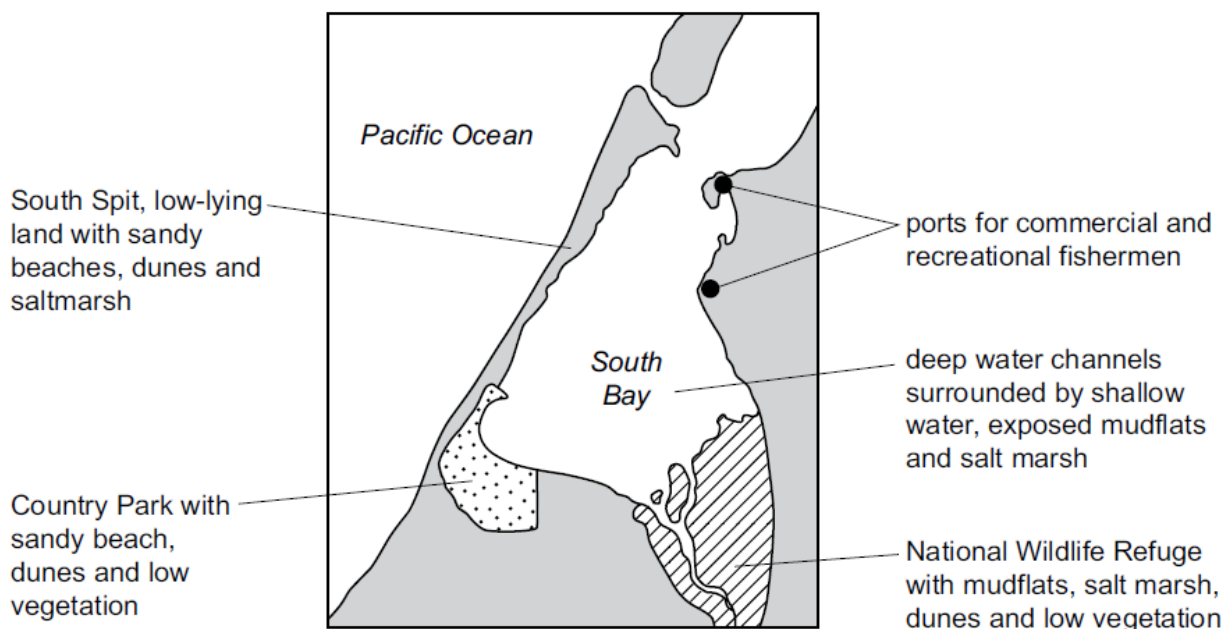 Pacific Ocean
South Spit, low-lying
land with sandy
beaches, dunes and
saltmarsh
ports for commercial and
recreational fishermen
South
Bay
deep water channels
surrounded by shallow
water, exposed mudflats
and salt marsh
Country Park with
sandy beach,
dunes and low
vegetation
National Wildlife Refuge
with mudflats, salt marsh,
dunes and low vegetation